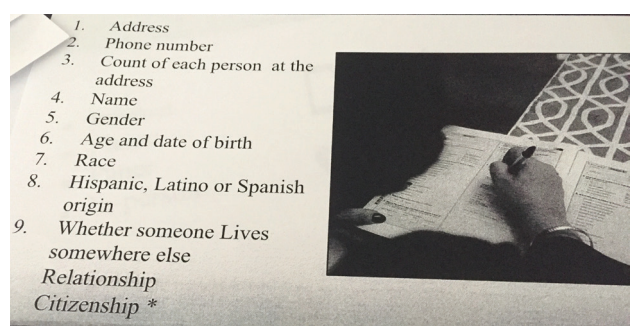 1. Address
2. Phone number
3. Count of each person at the
address
4. Name
5. Gender
6. Age and date of birth
7. Race
8. Hispanic, Latino or Spanish
origin
9. Whether someone Lives
somewhere else
Relationship
Citizenship *